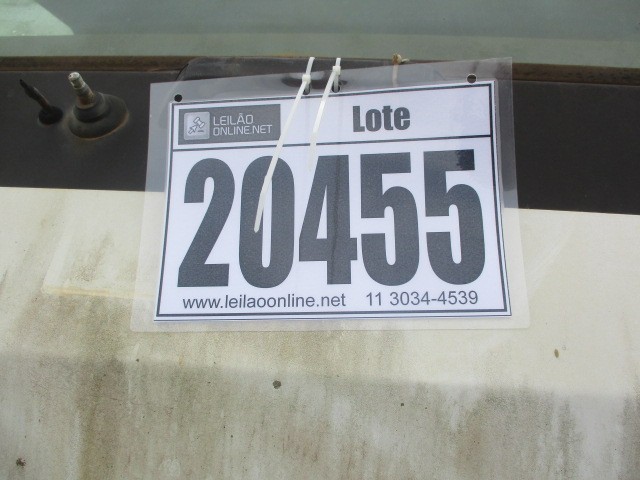 LEILÃO
ONLINE.NET
Lote
20455
www.leilaoonline.net 11 3034-4539